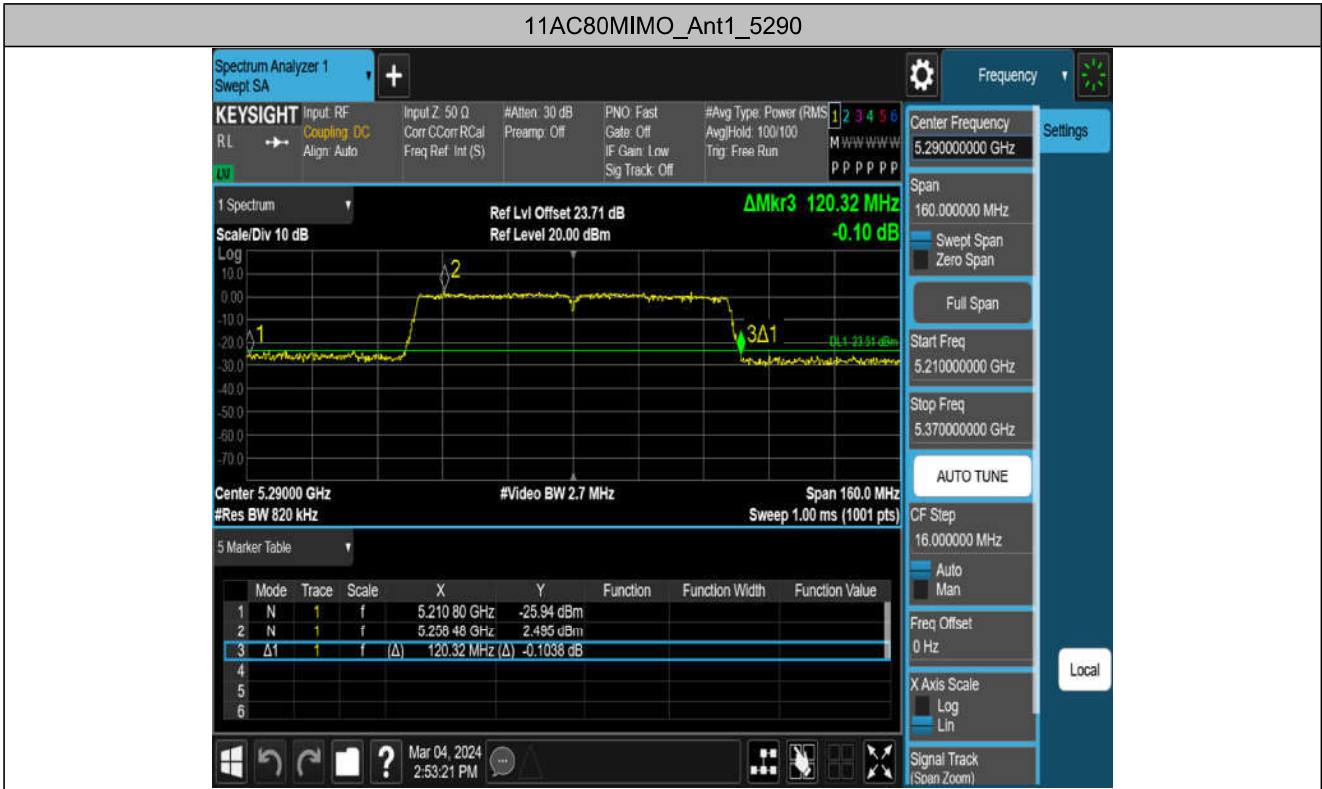 11AC80MIMO_Ant1_5290
Spectrum Analyzer 1
Swept SA
+
Frequency
KEYSIGHT
RL
LXI
Input: RF
Coupling: DC
Align: Auto
Input Z: 50 Ω
Corr CCorr RCal
Freq Ref: Int (S)
#Atten: 30 dB
Preamp: Off
PNO: Fast
Gate: Off
IF Gain: Low
Sig Track: Off
#Avg Type: Power (RMS
Avg|Hold: 100/100
Trig: Free Run
1 2 3 4 5 6
M W W W W W
P P P P P P
Center Frequency
5.290000000 GHz
Settings
Span
160.000000 MHz
Swept Span
Zero Span
Full Span
Start Freq
5.210000000 GHz
Stop Freq
5.370000000 GHz
AUTO TUNE
CF Step
16.000000 MHz
Auto
Man
Freq Offset
0 Hz
X Axis Scale
Log
Lin
Signal Track
(Span Zoom)
Local
1 Spectrum
Scale/Div 10 dB
Ref Lvl Offset 23.71 dB
Ref Level 20.00 dBm
ΔMkr3 120.32 MHz
-0.10 dB
Log
10.0
0.00
-10.0
-20.0
-30.0
-40.0
-50.0
-60.0
-70.0
1
2
3Δ1
DL1 -23.51 dBm
Center 5.29000 GHz
#Video BW 2.7 MHz
Span 160.0 MHz
#Res BW 820 kHz
Sweep 1.00 ms (1001 pts)
5 Marker Table
Mode Trace Scale X Y Function Function Width Function Value
1 N 1 f 5.210 80 GHz -25.94 dBm
2 N 1 f 5.258 48 GHz 2.495 dBm
3 Δ1 1 f (Δ) 120.32 MHz (Δ) -0.1038 dB
4
5
6
?
Mar 04, 2024
2:53:21 PM